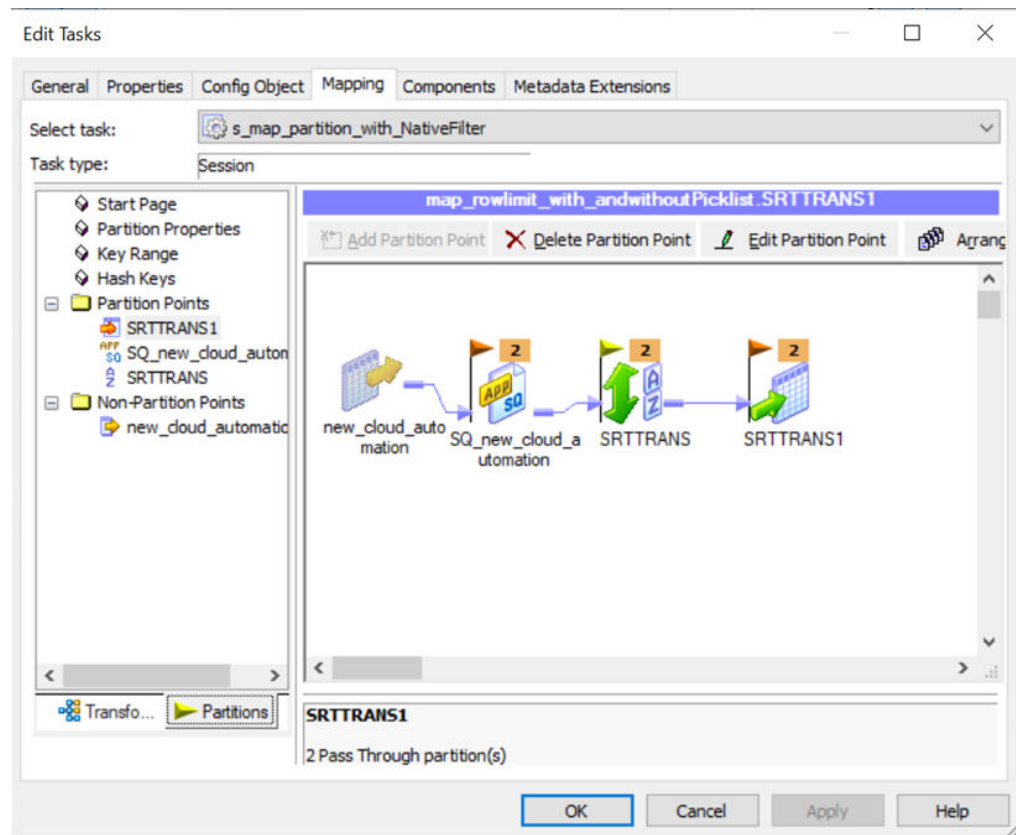 Edit Tasks
General Properties Config Object Mapping Components Metadata Extensions
Select task: s_map_partition_with_NativeFilter
Task type: Session
Start Page
Partition Properties
Key Range
Hash Keys
Partition Points
SRTTRANS1
SQ_new_cloud_autom
SRTTRANS
Non-Partition Points
new_cloud_automatic
map_rowlimit_with_andwithoutPicklist.SRTTRANS1
Add Partition Point Delete Partition Point Edit Partition Point Arrang
2 2 2
APP SQ A Z
new_cloud_auto
mation
SQ_new_cloud_a
utomation
SRTTRANS
SRTTRANS1
Transfo... Partitions
SRTTRANS1
2 Pass Through partition(s)
OK Cancel Apply Help